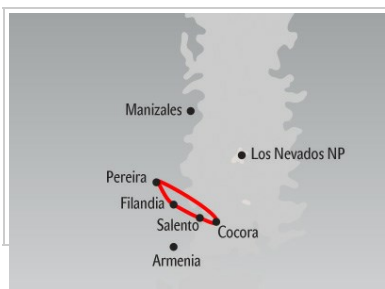 Manizales
Los Nevados NP
Pereira
Filandia
Salento
Cocora
Armenia